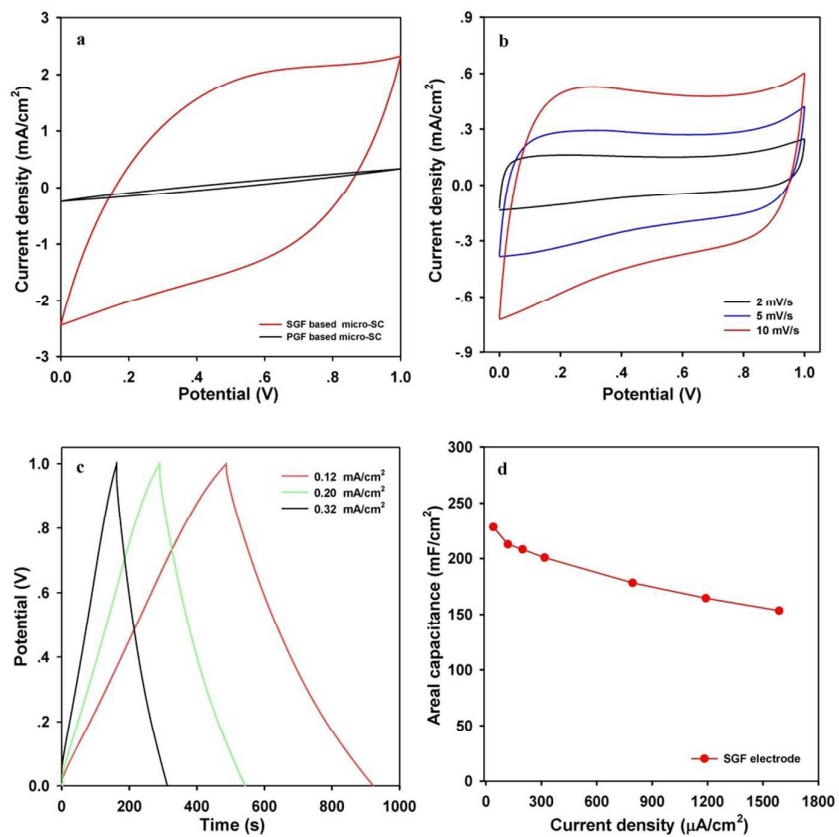 a
3
2
1
0
-1
-2
-3
Current density (mA/cm²)
SGF based micro-SC
PGF based micro-SC
0.0 .2 .4 .6 .8 1.0
Potential (V)
b
.9
.6
.3
0.0
-.3
-.6
-.9
Current density (mA/cm²)
2 mV/s
5 mV/s
10 mV/s
0.0 .2 .4 .6 .8 1.0
Potential (V)
c
1.0
.8
.6
.4
.2
0.0
Potential (V)
0.12 mA/cm²
0.20 mA/cm²
0.32 mA/cm²
0 200 400 600 800 1000
Time (s)
d
300
250
200
150
100
50
0
Areal capacitance (mF/cm²)
SGF electrode
0 300 600 900 1200 1500 1800
Current density (µA/cm²)